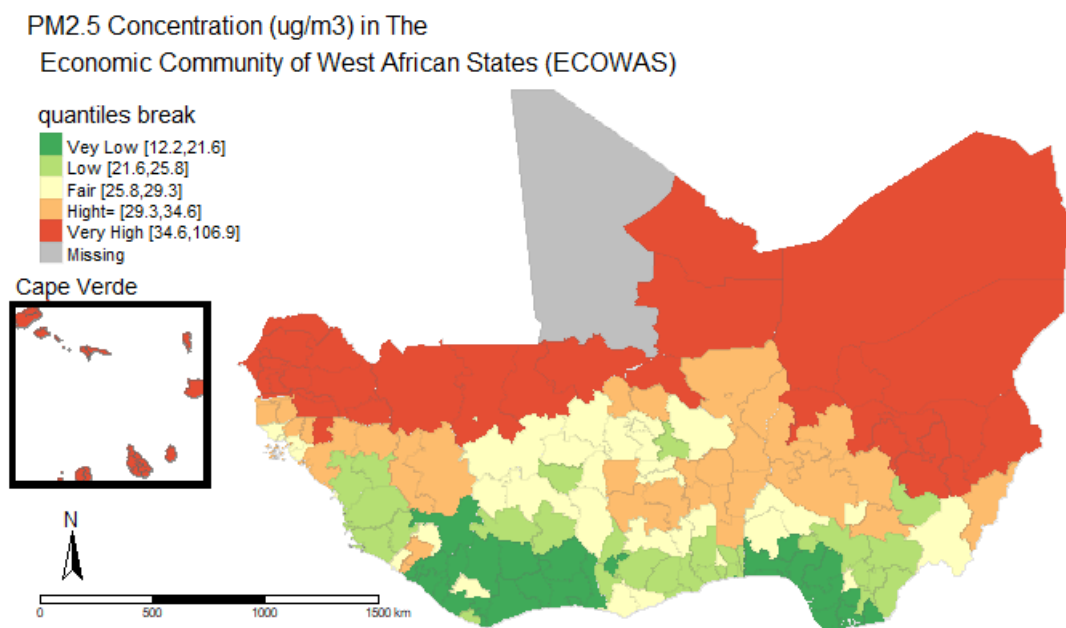 PM2.5 Concentration (ug/m3) in The
Economic Community of West African States (ECOWAS)
quantiles break
Vey Low [12.2,21.6]
Low [21.6,25.8]
Fair [25.8,29.3]
Hight= [29.3,34.6]
Very High [34.6,106.9]
Missing
Cape Verde
N
0 500 1000 1500 km